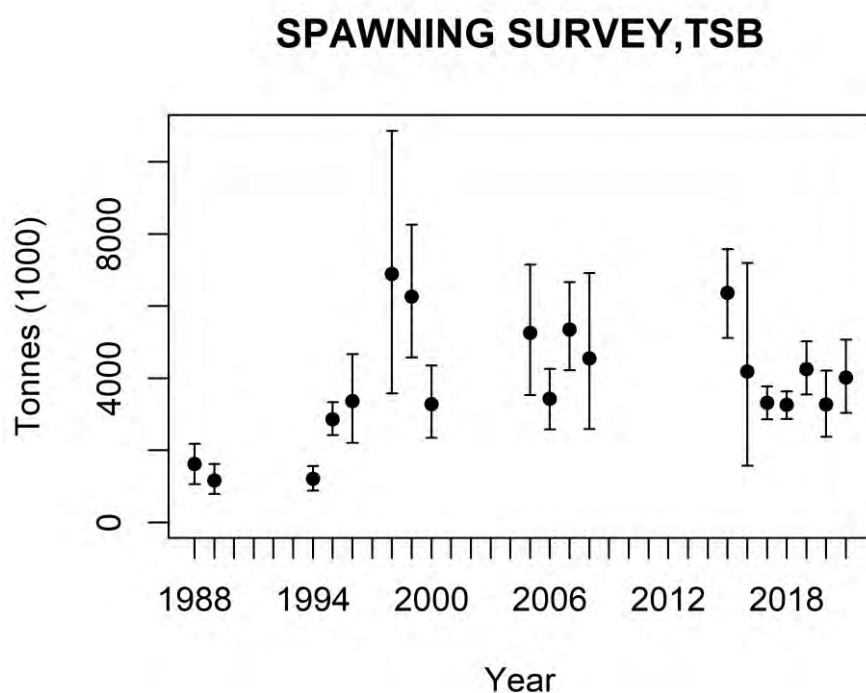 SPAWNING SURVEY,TSB
Tonnes (1000)
8000
4000
0
1988 1994 2000 2006 2012 2018
Year